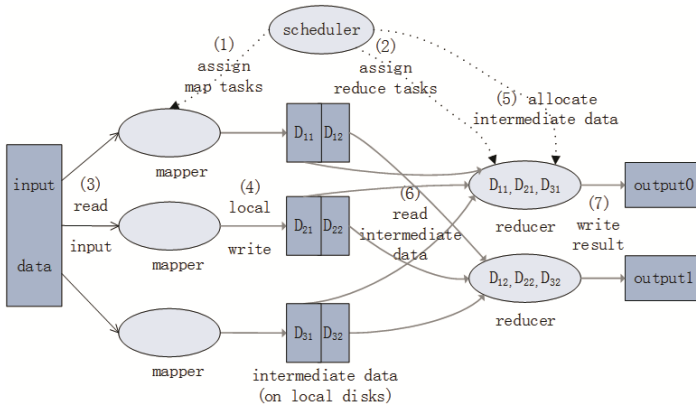 scheduler
(1)
assign
map tasks
(2)
assign
reduce tasks
(5) allocate
intermediate data
mapper
D11 D12
input
data
(3)
read
input
mapper
(4)
local
write
D21 D22
(6)
read
intermediate
data
D11, D21, D31
reducer
(7)
write
result
output0
D12, D22, D32
reducer
output1
mapper
D31 D32
intermediate data
(on local disks)